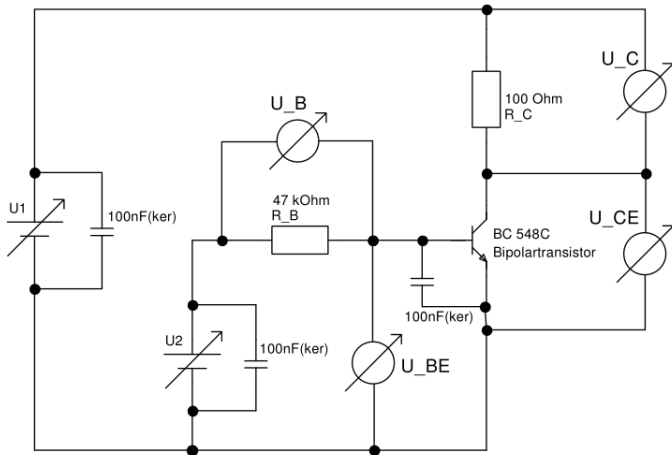 U_C
U_B
100 Ohm
R_C
47 kOhm
R_B
U1
100nF(ker)
U_CE
BC 548C
Bipolartransistor
100nF(ker)
U2
100nF(ker)
U_BE